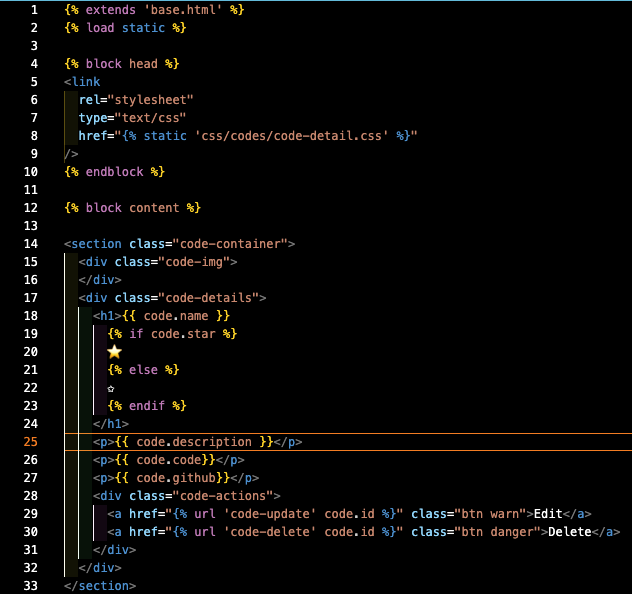 1 {% extends 'base.html' %}
2 {% load static %}
3
4 {% block head %}
5 <link
6   rel="stylesheet"
7   type="text/css"
8   href="{% static 'css/codes/code-detail.css' %}"
9 />
10 {% endblock %}
11
12 {% block content %}
13
14 <section class="code-container">
15   <div class="code-img">
16   </div>
17   <div class="code-details">
18     <h1>{{ code.name }}
19       {% if code.star %}
20       ⭐
21       {% else %}
22       ✩
23       {% endif %}
24     </h1>
25     <p>{{ code.description }}</p>
26     <p>{{ code.code}}</p>
27     <p>{{ code.github}}</p>
28     <div class="code-actions">
29       <a href="{% url 'code-update' code.id %}" class="btn warn">Edit</a>
30       <a href="{% url 'code-delete' code.id %}" class="btn danger">Delete</a>
31     </div>
32   </div>
33 </section>